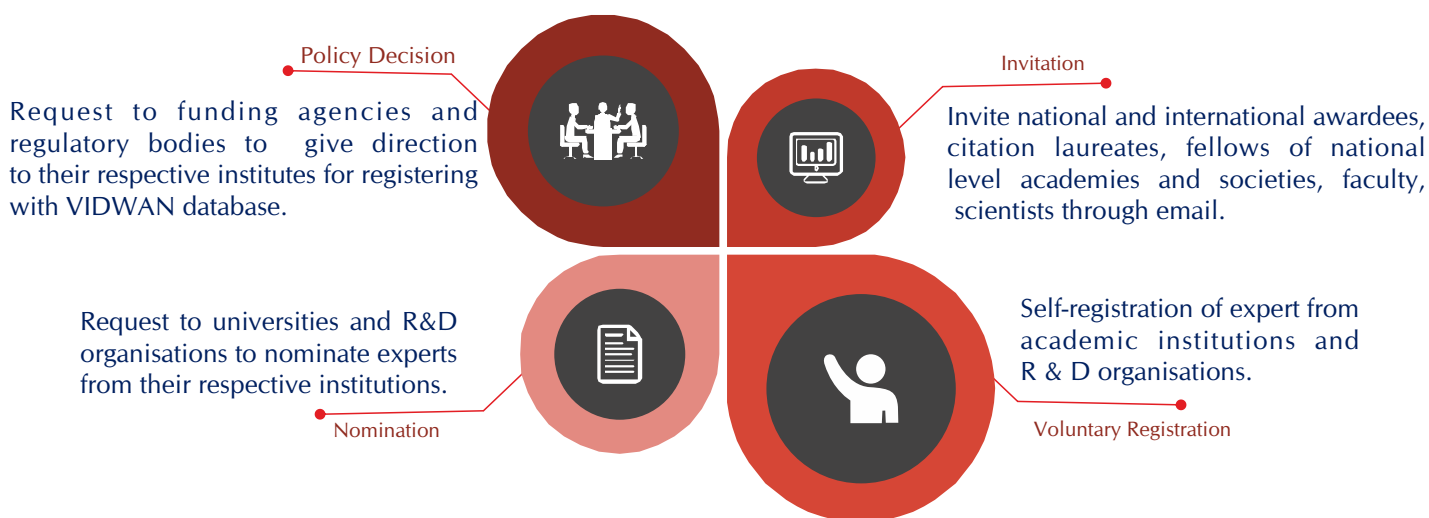 Policy Decision
Request to funding agencies and
regulatory bodies to give direction
to their respective institutes for registering
with VIDWAN database.
Invitation
Invite national and international awardees,
citation laureates, fellows of national
level academies and societies, faculty,
scientists through email.
Request to universities and R&D
organisations to nominate experts
from their respective institutions.
Nomination
Self-registration of expert from
academic institutions and
R & D organisations.
Voluntary Registration